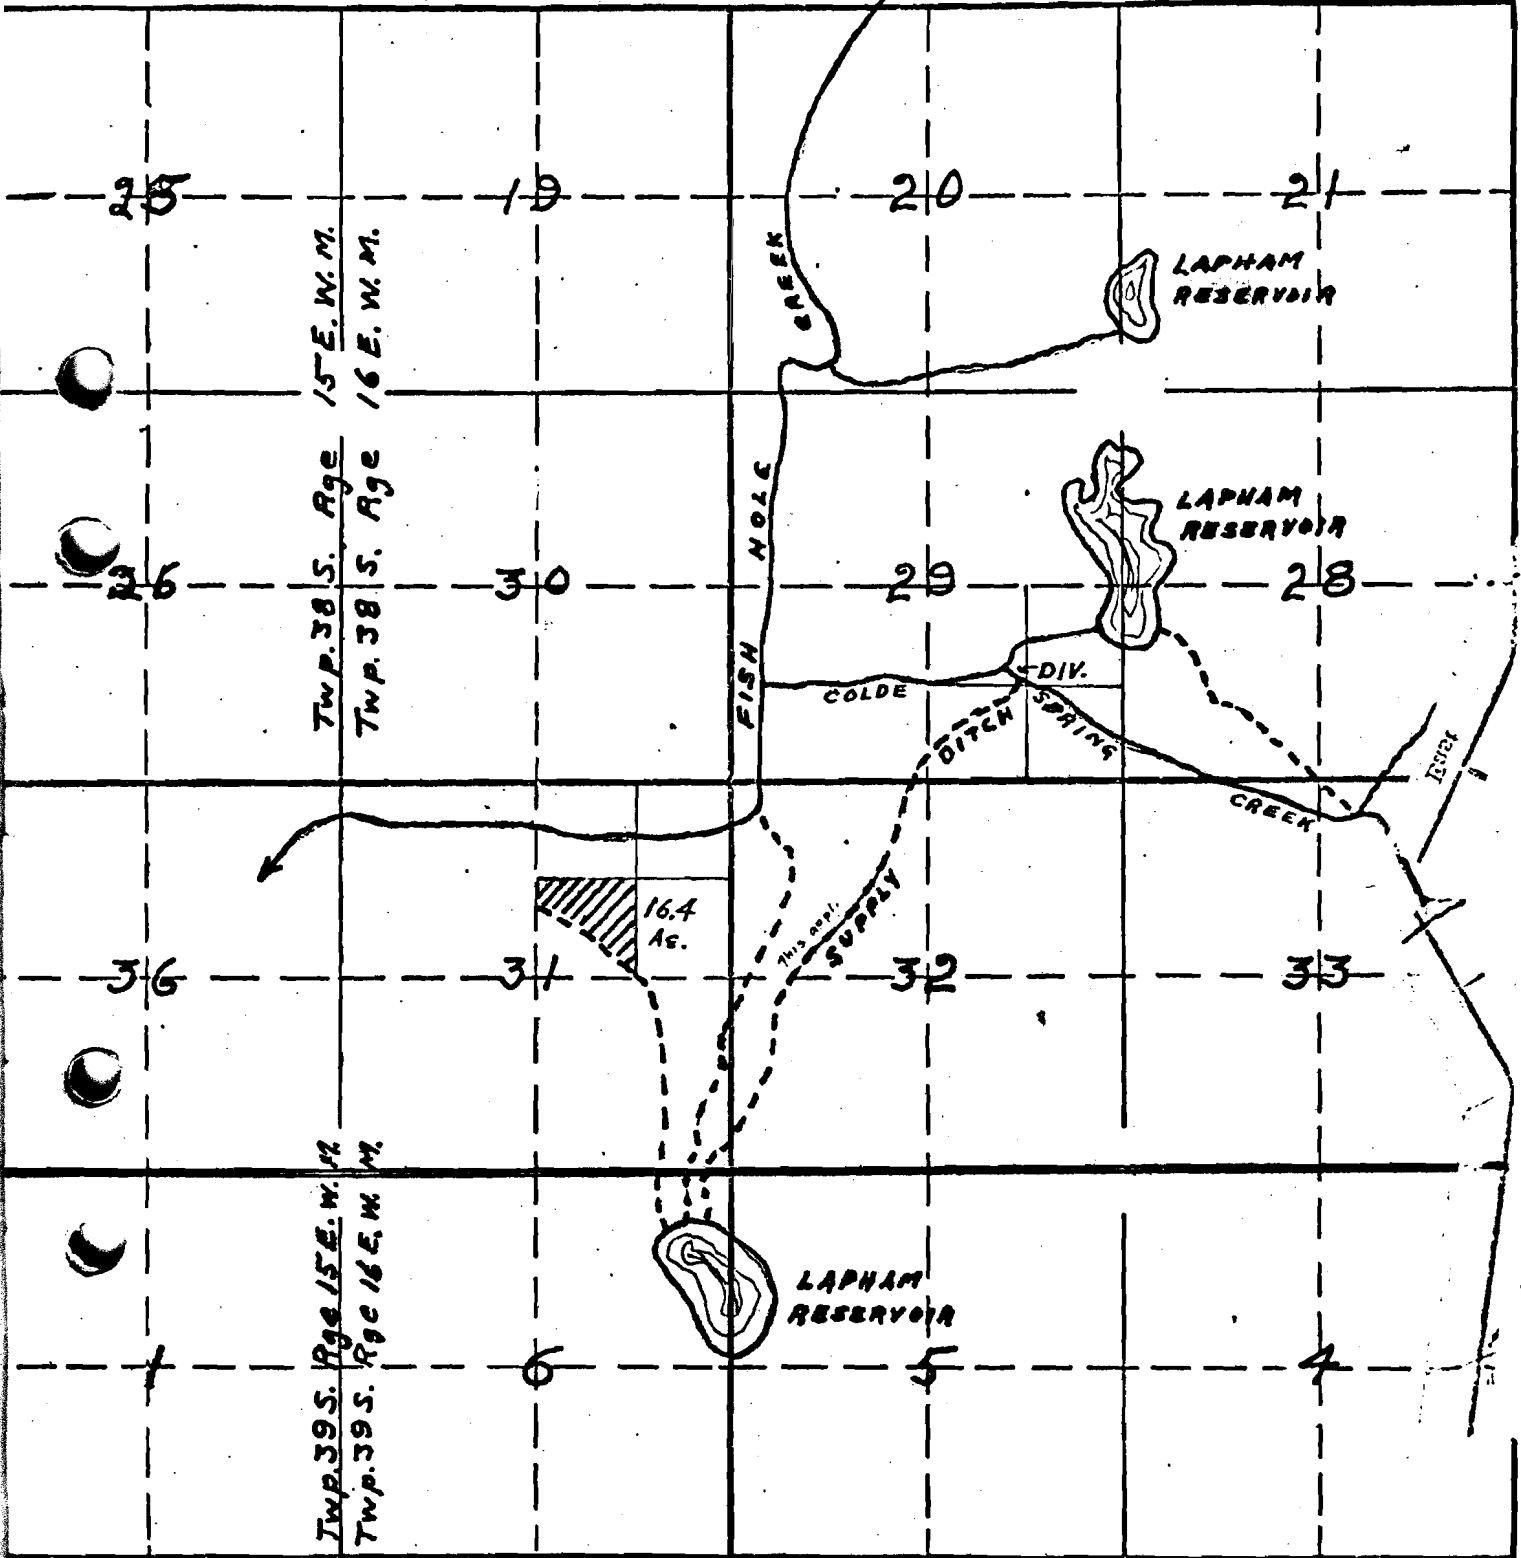 25
19
20
21
Twp. 38 S. Rge 15 E. W. M.
Twp. 38 S. Rge 16 E. W. M.
CREEK
LAPHAM
RESERVOIR
HOLE
LAPHAM
RESERVOIR
26
30
29
28
FISH
COLDE
DIV.
SPRING
DITCH
CREEK
16.4
Ac.
This appl.
SUPPLY
36
31
32
33
Twp. 39 S. Rge 15 E. W. M.
Twp. 39 S. Rge 16 E. W. M.
LAPHAM
RESERVOIR
1
6
5
4